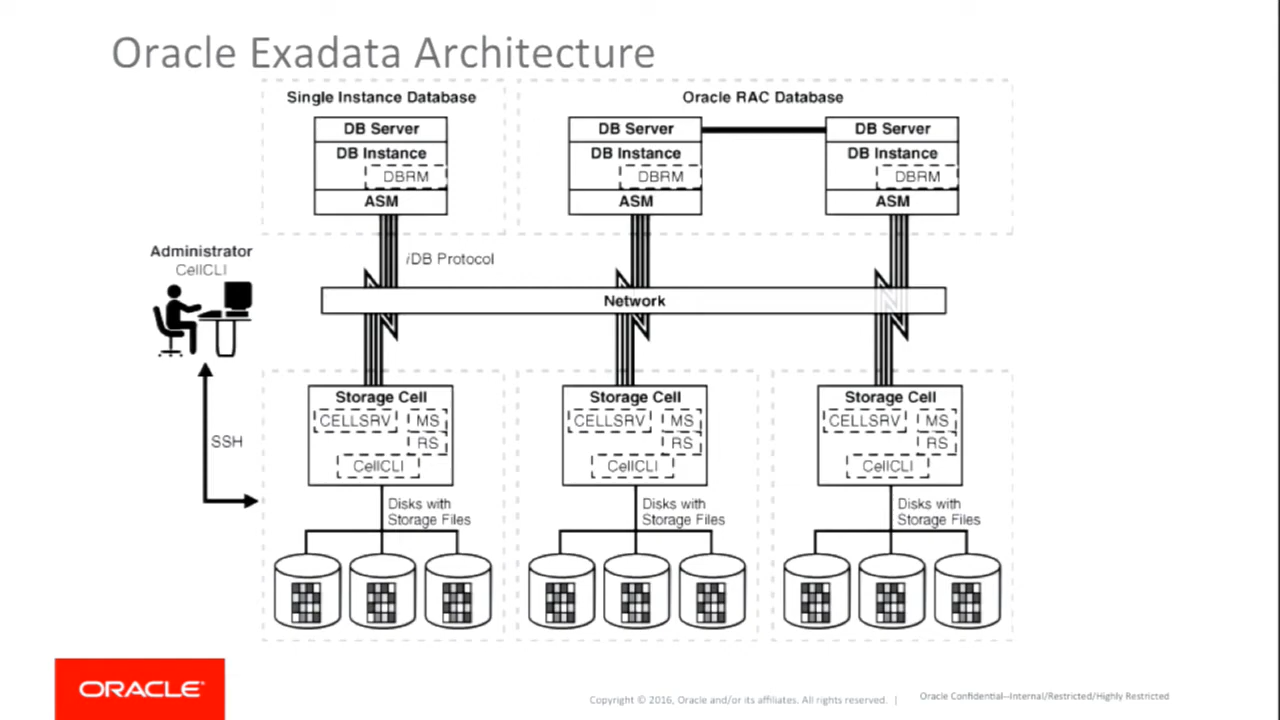 Oracle Exadata Architecture
Single Instance Database
Oracle RAC Database
DB Server
DB Instance
DBRM
ASM
DB Server
DB Instance
DBRM
ASM
DB Server
DB Instance
DBRM
ASM
Administrator
CellCLI
iDB Protocol
Network
SSH
Storage Cell
CELLSRV
MS
RS
CellCLI
Disks with
Storage Files
Storage Cell
CELLSRV
MS
RS
CellCLI
Disks with
Storage Files
Storage Cell
CELLSRV
MS
RS
CellCLI
Disks with
Storage Files
ORACLE®
Copyright © 2016, Oracle and/or its affiliates. All rights reserved. |
Oracle Confidential–Internal/Restricted/Highly Restricted